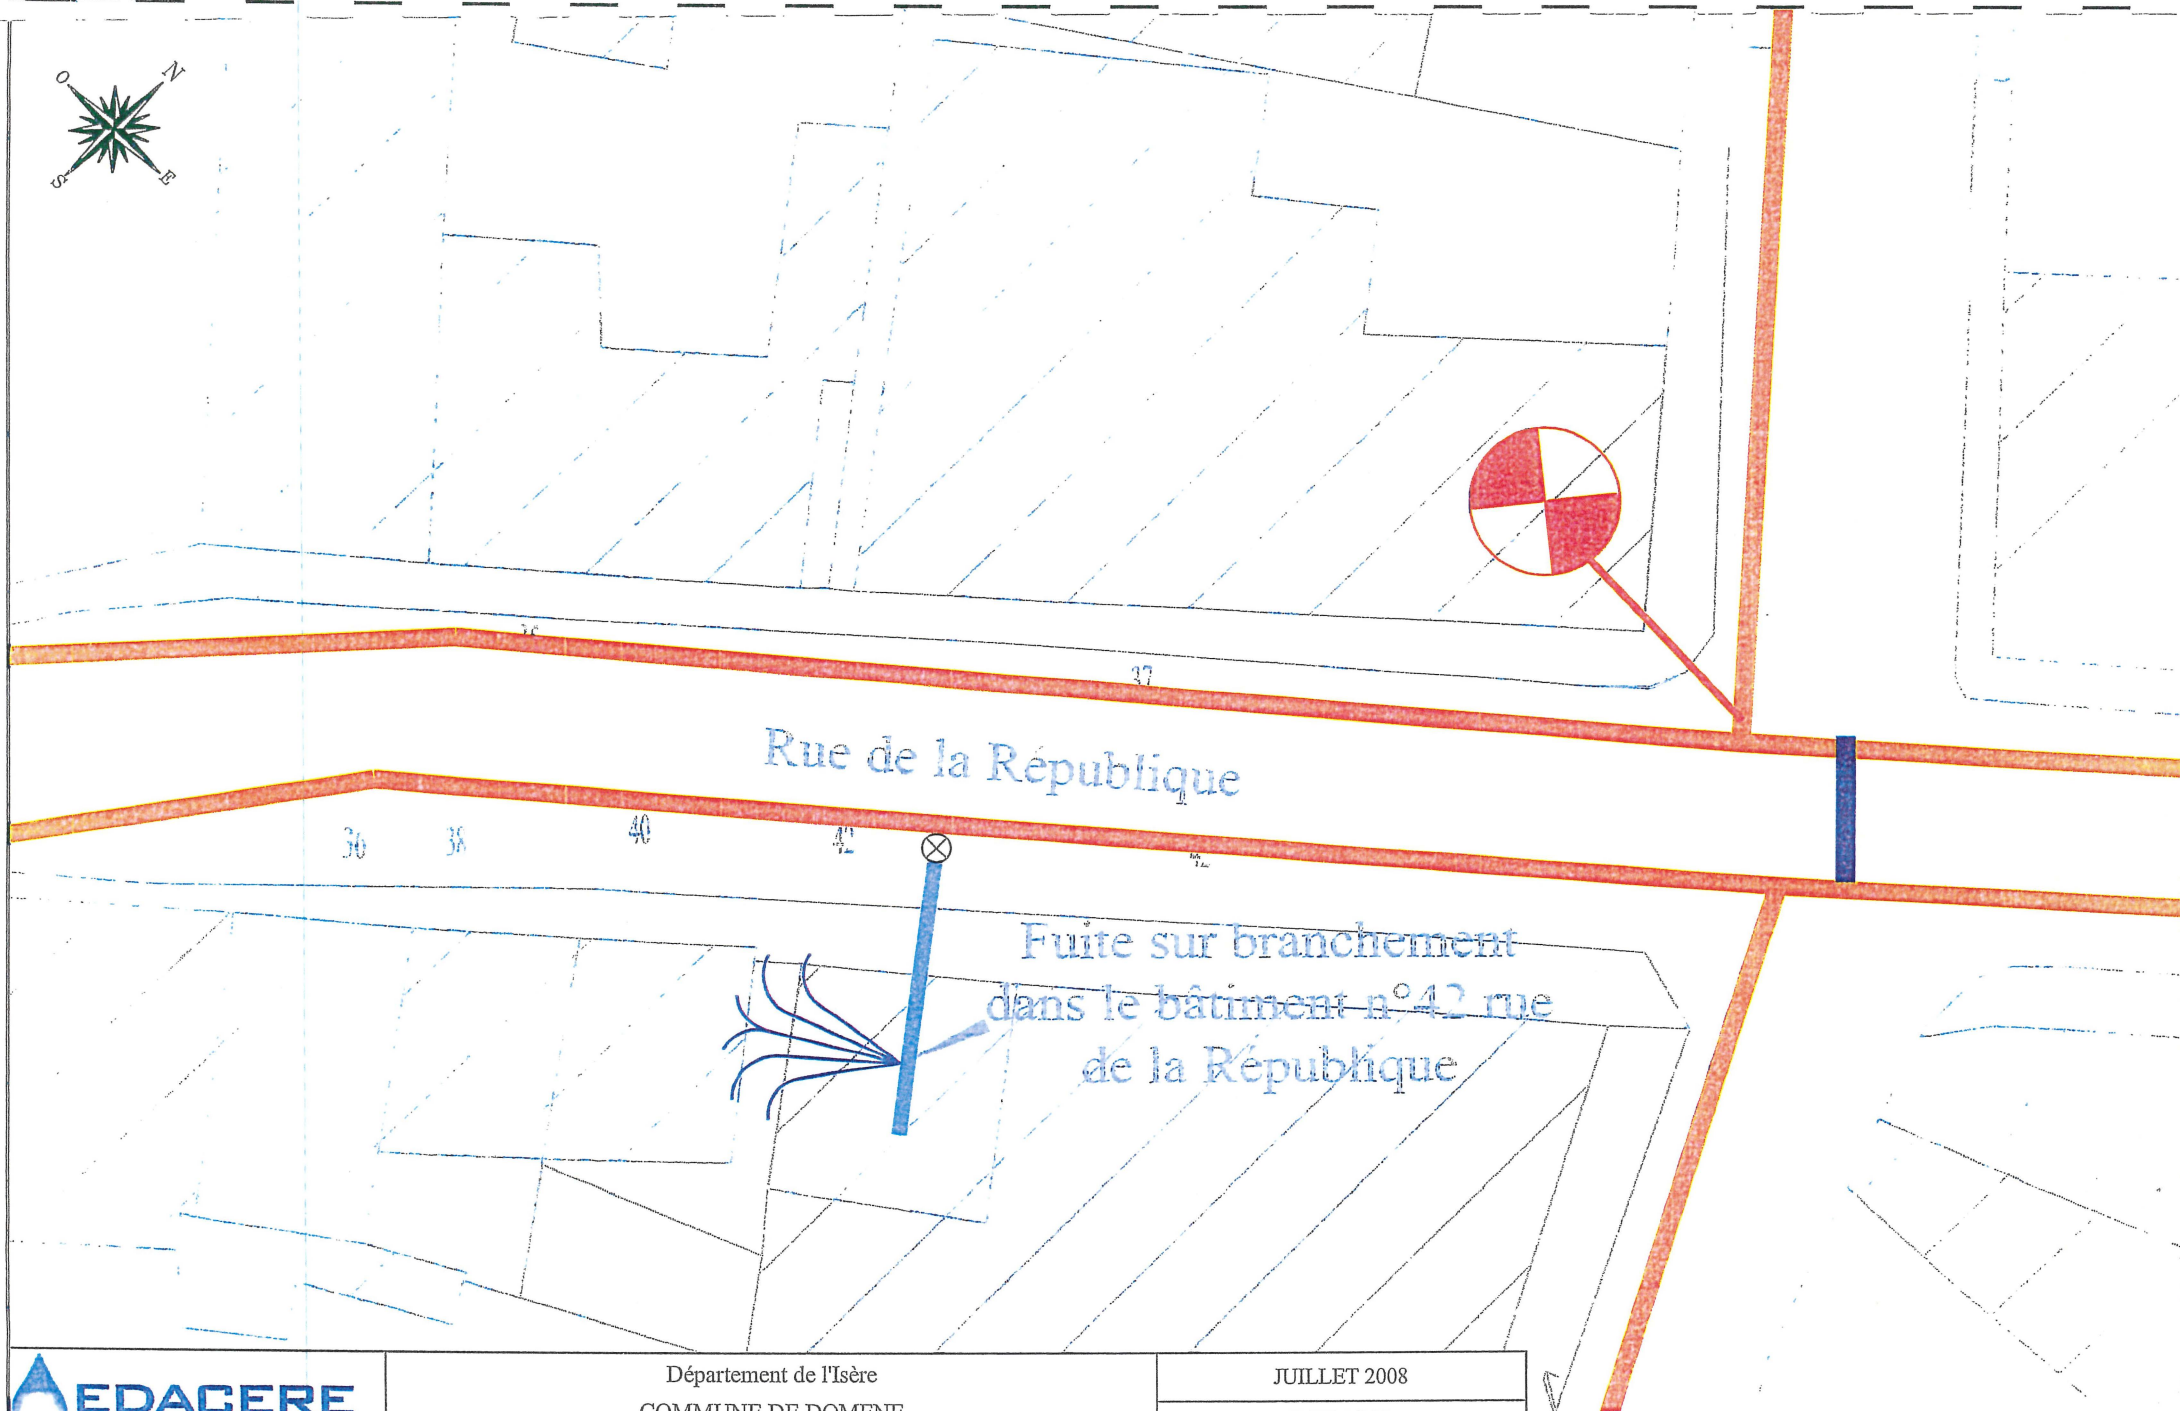 O
N
S
E
37
Rue de la République
36
38
40
42
Fuite sur branchement
dans le bâtiment n°42 rue
de la République
EDACERE
Département de l'Isère
COMMUNE DE DOMENE
JUILLET 2008